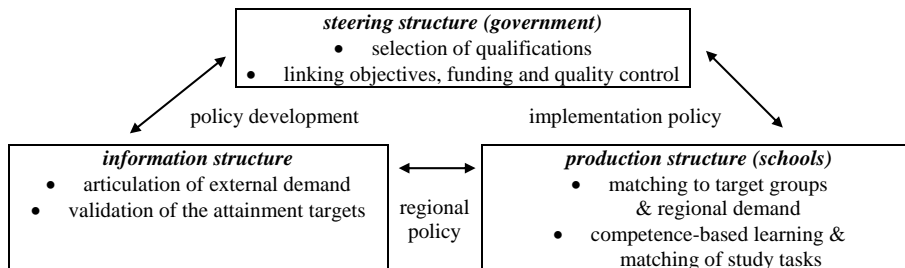 steering structure (government)
• selection of qualifications
• linking objectives, funding and quality control
policy development
implementation policy
information structure
• articulation of external demand
• validation of the attainment targets
regional
policy
production structure (schools)
• matching to target groups
& regional demand
• competence-based learning &
matching of study tasks